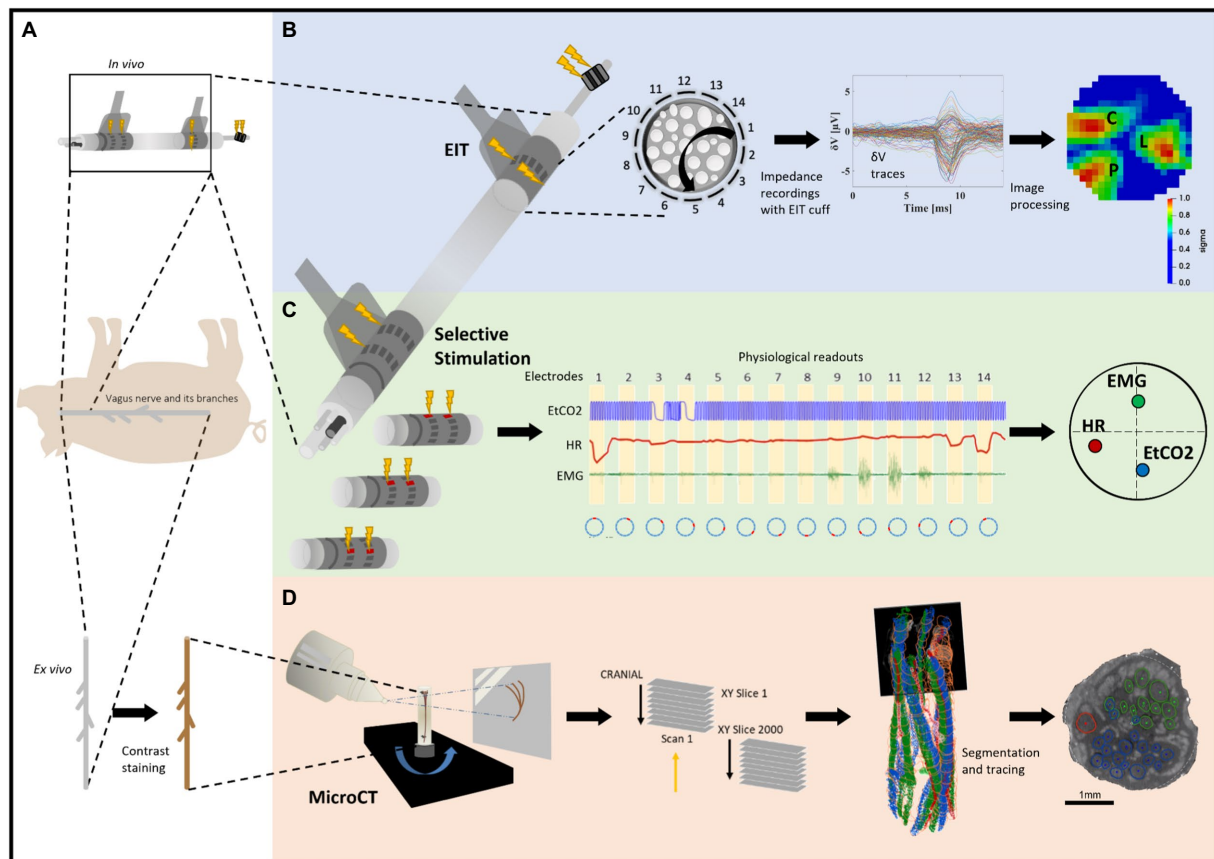 A
In vivo
Vagus nerve and its branches
Ex vivo
Contrast
staining
B
EIT
12
13
14
1
2
3
4
5
6
7
8
9
10
11
Impedance
recordings
with EIT cuff
δV [µV]
5
0
-5
δV
traces
0
5
10
Time [ms]
Image
processing
C
L
P
1.0
0.8
0.6
0.4
0.2
0.0
sigma
C
Selective
Stimulation
Physiological readouts
Electrodes 1 2 3 4 5 6 7 8 9 10 11 12 13 14
EtCO2
HR
EMG
EMG
HR
EtCO2
D
MicroCT
CRANIAL
XY Slice 1
Scan 1
XY Slice 2000
Segmentation
and tracing
1mm